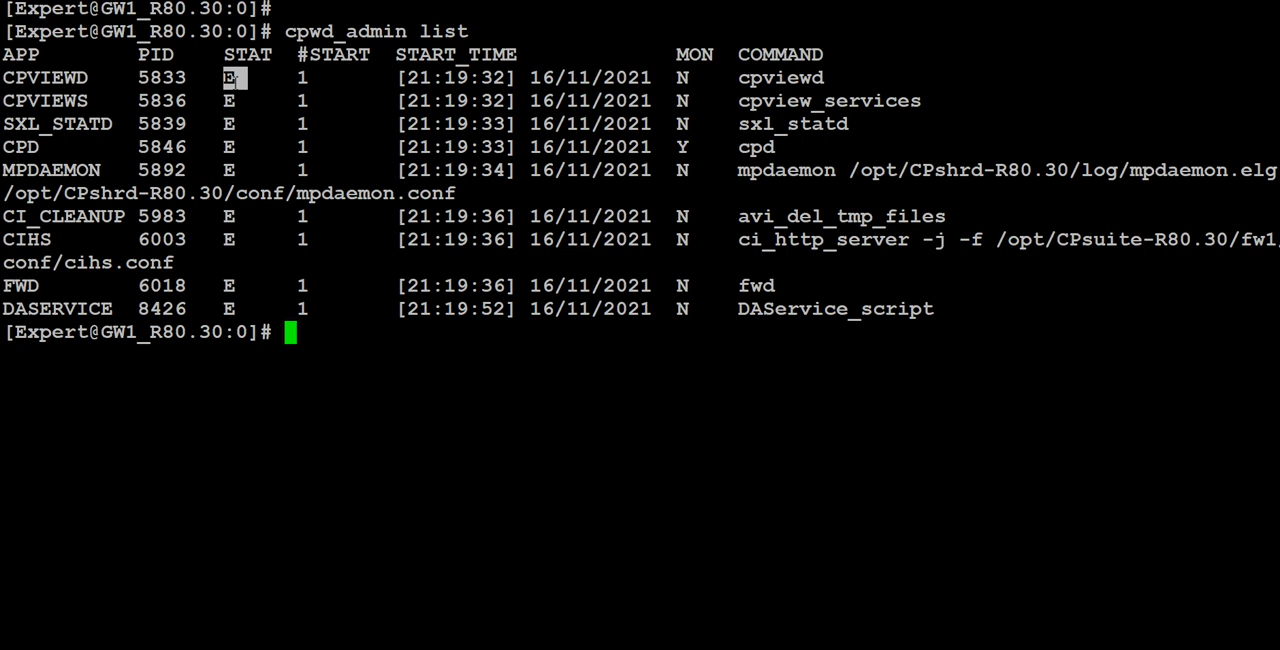 [Expert@GW1_R80.30:0]#
[Expert@GW1_R80.30:0]# cpwd_admin list
APP PID STAT #START START_TIME MON COMMAND
CPVIEWD 5833 E 1 [21:19:32] 16/11/2021 N cpviewd
CPVIEWS 5836 E 1 [21:19:32] 16/11/2021 N cpview_services
SXL_STATD 5839 E 1 [21:19:33] 16/11/2021 N sxl_statd
CPD 5846 E 1 [21:19:33] 16/11/2021 Y cpd
MPDAEMON 5892 E 1 [21:19:34] 16/11/2021 N mpdaemon /opt/CPshrd-R80.30/log/mpdaemon.elg
/opt/CPshrd-R80.30/conf/mpdaemon.conf
CI_CLEANUP 5983 E 1 [21:19:36] 16/11/2021 N avi_del_tmp_files
CIHS 6003 E 1 [21:19:36] 16/11/2021 N ci_http_server -j -f /opt/CPsuite-R80.30/fw1/
conf/cihs.conf
FWD 6018 E 1 [21:19:36] 16/11/2021 N fwd
DASERVICE 8426 E 1 [21:19:52] 16/11/2021 N DAService_script
[Expert@GW1_R80.30:0]#